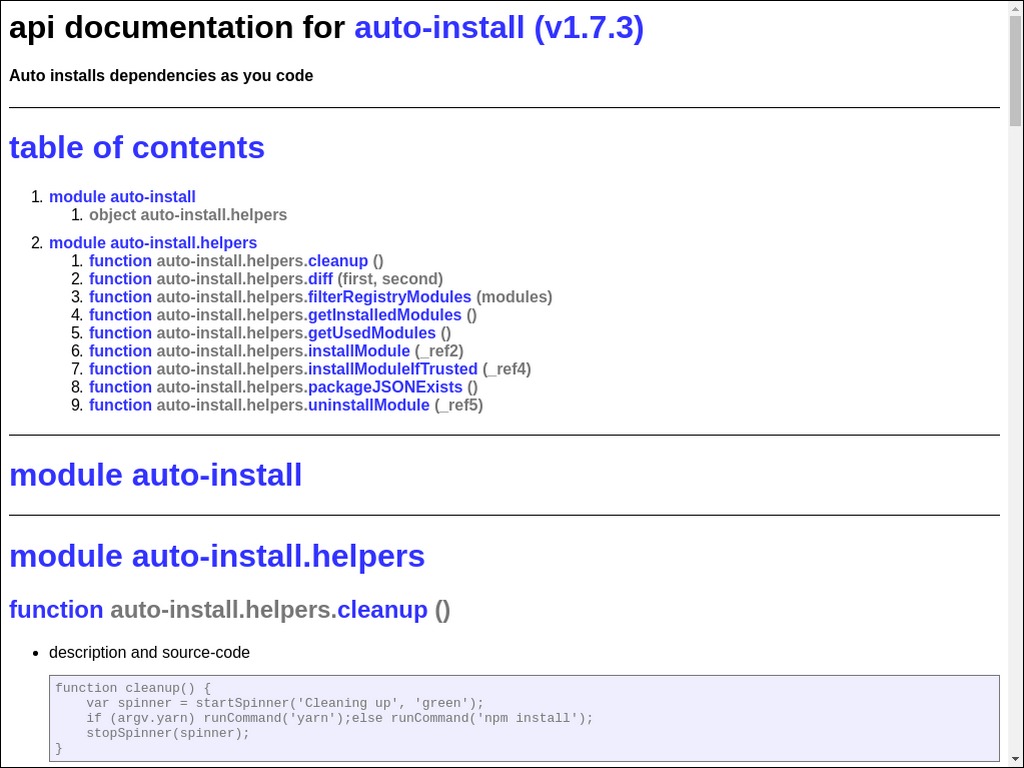 api documentation for auto-install (v1.7.3)
Auto installs dependencies as you code
table of contents
1. module auto-install
1. object auto-install.helpers
2. module auto-install.helpers
1. function auto-install.helpers.cleanup ()
2. function auto-install.helpers.diff (first, second)
3. function auto-install.helpers.filterRegistryModules (modules)
4. function auto-install.helpers.getInstalledModules ()
5. function auto-install.helpers.getUsedModules ()
6. function auto-install.helpers.installModule (_ref2)
7. function auto-install.helpers.installModuleIfTrusted (_ref4)
8. function auto-install.helpers.packageJSONExists ()
9. function auto-install.helpers.uninstallModule (_ref5)
module auto-install
module auto-install.helpers
function auto-install.helpers.cleanup ()
• description and source-code
function cleanup() {
    var spinner = startSpinner('Cleaning up', 'green');
    if (argv.yarn) runCommand('yarn');else runCommand('npm install');
    stopSpinner(spinner);
}